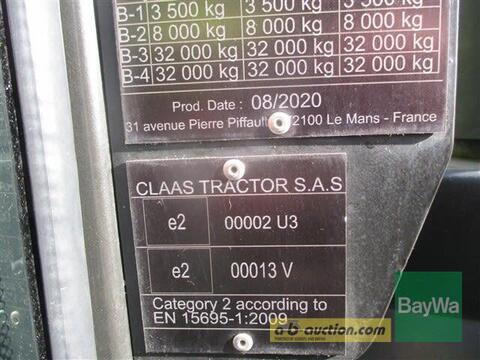 B-1 3 500 kg 3 500 kg 3 500 kg
B-2 8 000 kg 8 000 kg 8 000 kg
B-3 32 000 kg 32 000 kg 32 000 kg
B-4 32 000 kg 32 000 kg 32 000 kg
Prod. Date : 08/2020
31 avenue Pierre Piffault 72100 Le Mans - France
CLAAS TRACTOR S.A.S
e2 00002 U3
e2 00013 V
Category 2 according to
EN 15695-1:2009
BayWa
a-b-auction.com